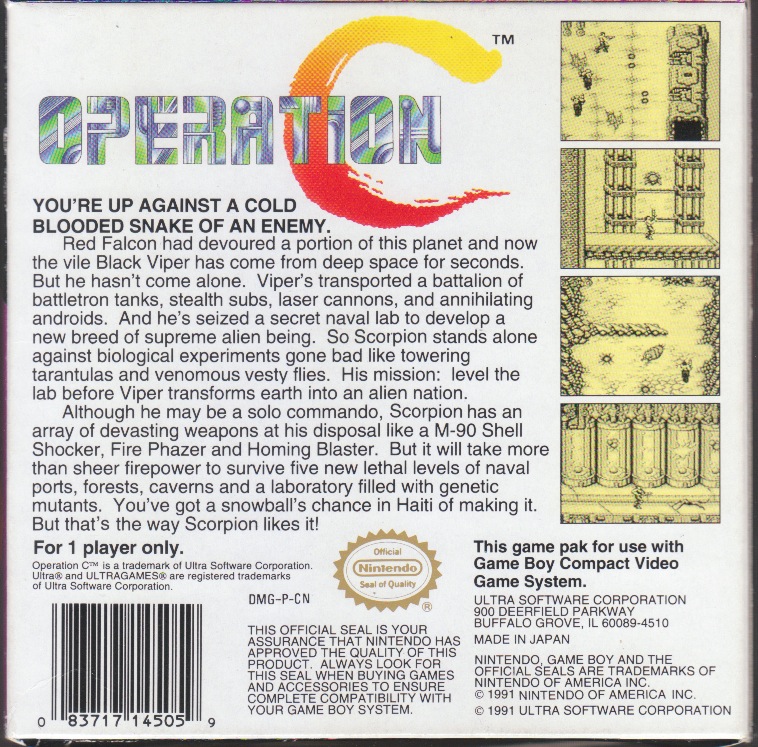 OPERATION C TM
YOU'RE UP AGAINST A COLD
BLOODED SNAKE OF AN ENEMY.
Red Falcon had devoured a portion of this planet and now
the vile Black Viper has come from deep space for seconds.
But he hasn't come alone. Viper's transported a battalion of
battletron tanks, stealth subs, laser cannons, and annihilating
androids. And he's seized a secret naval lab to develop a
new breed of supreme alien being. So Scorpion stands alone
against biological experiments gone bad like towering
tarantulas and venomous vesty flies. His mission: level the
lab before Viper transforms earth into an alien nation.
Although he may be a solo commando, Scorpion has an
array of devasting weapons at his disposal like a M-90 Shell
Shocker, Fire Phazer and Homing Blaster. But it will take more
than sheer firepower to survive five new lethal levels of naval
ports, forests, caverns and a laboratory filled with genetic
mutants. You've got a snowball's chance in Haiti of making it.
But that's the way Scorpion likes it!
For 1 player only.
Operation C™ is a trademark of Ultra Software Corporation.
Ultra® and ULTRAGAMES® are registered trademarks
of Ultra Software Corporation.
DMG-P-CN
Official
Nintendo
Seal of Quality
®
THIS OFFICIAL SEAL IS YOUR
ASSURANCE THAT NINTENDO HAS
APPROVED THE QUALITY OF THIS
PRODUCT. ALWAYS LOOK FOR
THIS SEAL WHEN BUYING GAMES
AND ACCESSORIES TO ENSURE
COMPLETE COMPATIBILITY WITH
YOUR GAME BOY SYSTEM.
0 83717 14505 9
This game pak for use with
Game Boy Compact Video
Game System.
ULTRA SOFTWARE CORPORATION
900 DEERFIELD PARKWAY
BUFFALO GROVE, IL 60089-4510
MADE IN JAPAN
NINTENDO, GAME BOY AND THE
OFFICIAL SEALS ARE TRADEMARKS OF
NINTENDO OF AMERICA INC.
© 1991 NINTENDO OF AMERICA INC.
© 1991 ULTRA SOFTWARE CORPORATION